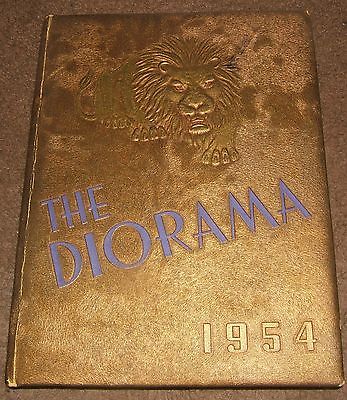 THE
DIORAMA
1954